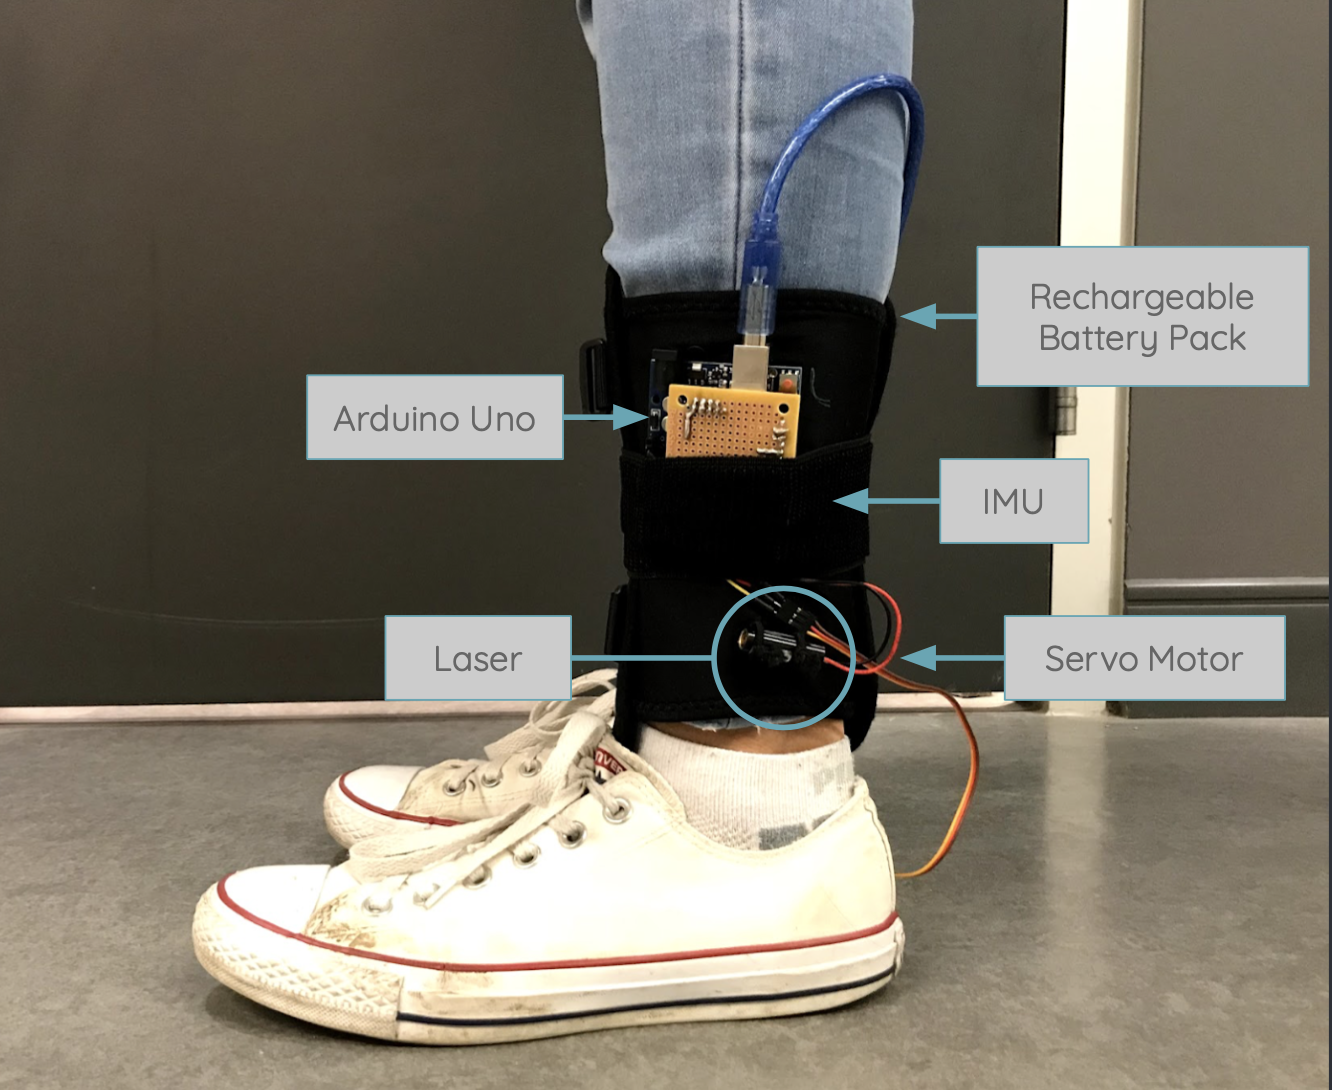 Rechargeable
Battery Pack
Arduino Uno
IMU
Laser
Servo Motor